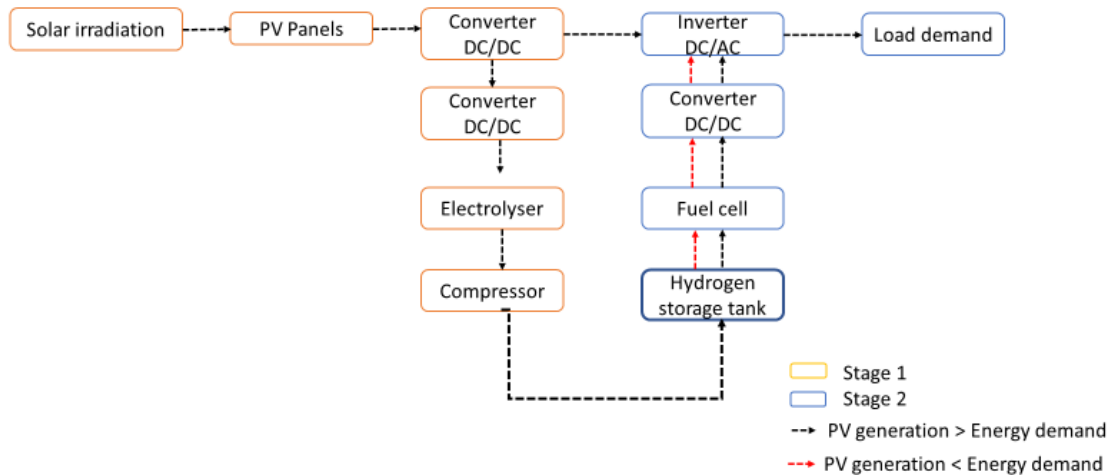 Solar irradiation
PV Panels
Converter
DC/DC
Inverter
DC/AC
Load demand
Converter
DC/DC
Converter
DC/DC
Electrolyser
Fuel cell
Compressor
Hydrogen
storage tank
Stage 1
Stage 2
PV generation > Energy demand
PV generation < Energy demand